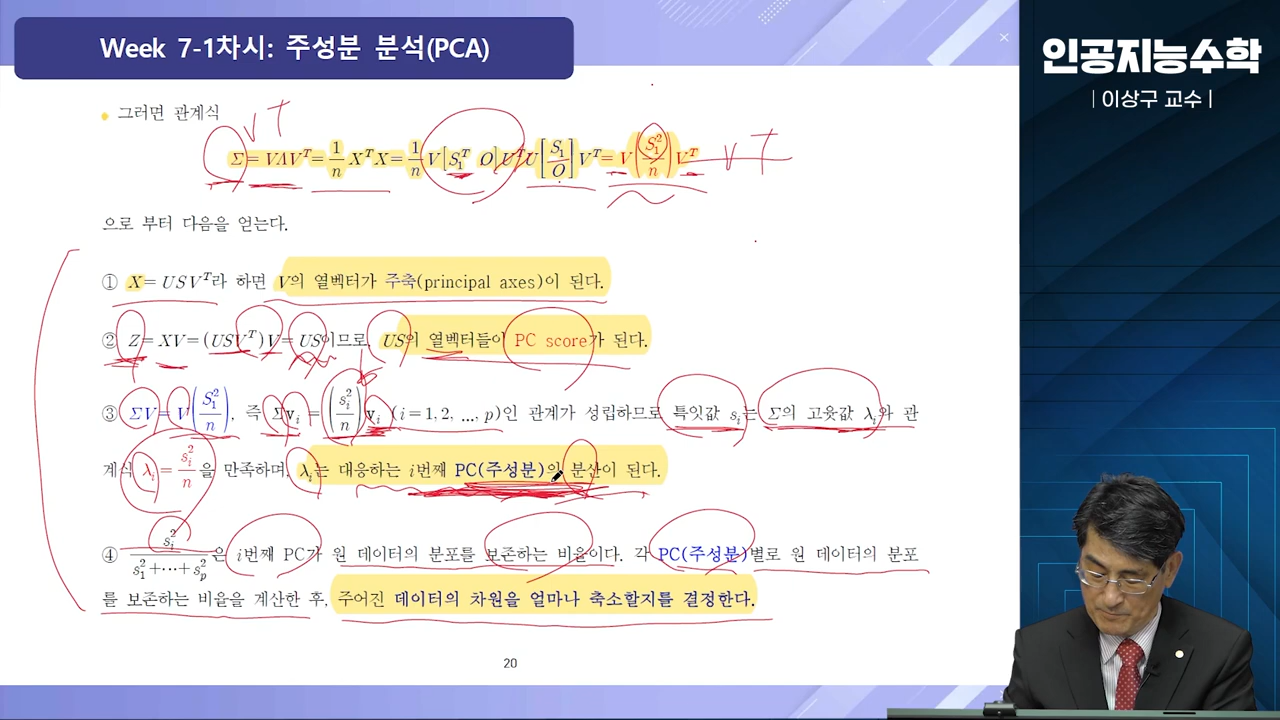 Week 7-1차시: 주성분 분석(PCA)
인공지능수학
| 이상구 교수 |
• 그러면 관계식
V T
Σ = VΛV^T = 1/n X^T X = 1/n V [S_1^T O] U^T U [S_1 / O] V^T = V (S_1^2 / n) V^T
V T
으로 부터 다음을 얻는다.
① X = USV^T라 하면 V의 열벡터가 주축(principal axes)이 된다.
② Z = XV = (USV^T)V = US이므로, US의 열벡터들이 PC score가 된다.
③ ΣV = V (S_1^2 / n), 즉 Σv_i = (s_i^2 / n) v_i (i = 1, 2, ..., p)인 관계가 성립하므로 특잇값 s_i는 Σ의 고윳값 λ_i와 관
계식 λ_i = s_i^2 / n 을 만족하며, λ_i는 대응하는 i번째 PC(주성분)의 분산이 된다.
④ s_i^2 / (s_1^2 + ⋯ + s_p^2) 은 i번째 PC가 원 데이터의 분포를 보존하는 비율이다. 각 PC(주성분)별로 원 데이터의 분포
를 보존하는 비율을 계산한 후, 주어진 데이터의 차원을 얼마나 축소할지를 결정한다.
20